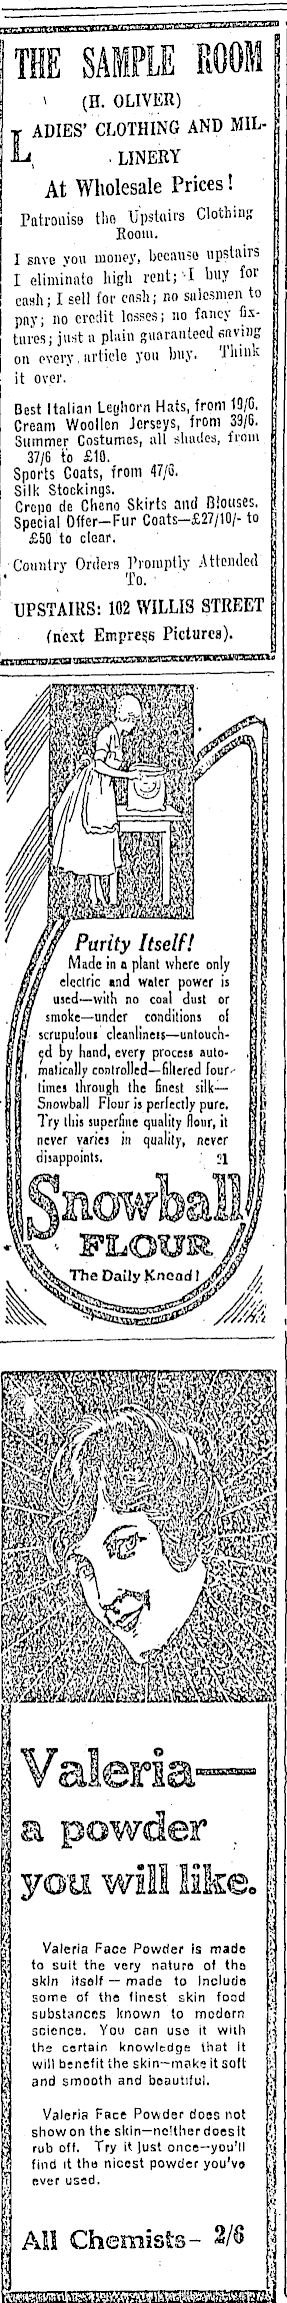 THE SAMPLE ROOM
(H. OLIVER)
LADIES' CLOTHING AND MIL-
LINERY
At Wholesale Prices!
Patronise the Upstairs Clothing
Room.
I save you money, because upstairs
I eliminate high rent; I buy for
cash; I sell for cash; no salesmen to
pay; no credit losses; no fancy fix-
tures; just a plain guaranteed saving
on every article you buy. Think
it over.
Best Italian Leghorn Hats, from 19/6.
Cream Woollen Jerseys, from 39/6.
Summer Costumes, all shades, from
37/6 to £10.
Sports Coats, from 47/6.
Silk Stockings.
Crepe de Chene Skirts and Blouses.
Special Offer—Fur Coats—£27/10/- to
£50 to clear.
Country Orders Promptly Attended
To.
UPSTAIRS: 102 WILLIS STREET
(next Empress Pictures).
Purity Itself!
Made in a plant where only
electric and water power is
used—with no coal dust or
smoke—under conditions of
scrupulous cleanliness—untouch-
ed by hand, every process auto-
matically controlled—filtered four
times through the finest silk—
Snowball Flour is perfectly pure.
Try this superfine quality flour, it
never varies in quality, never
disappoints. 21
Snowball
FLOUR
The Daily Knead!
Valeria—
a powder
you will like.
Valeria Face Powder is made
to suit the very nature of the
skin itself — made to include
some of the finest skin food
substances known to modern
science. You can use it with
the certain knowledge that it
will benefit the skin—make it soft
and smooth and beautiful.
Valeria Face Powder does not
show on the skin—neither does it
rub off. Try it just once—you'll
find it the nicest powder you've
ever used.
All Chemists - 2/6